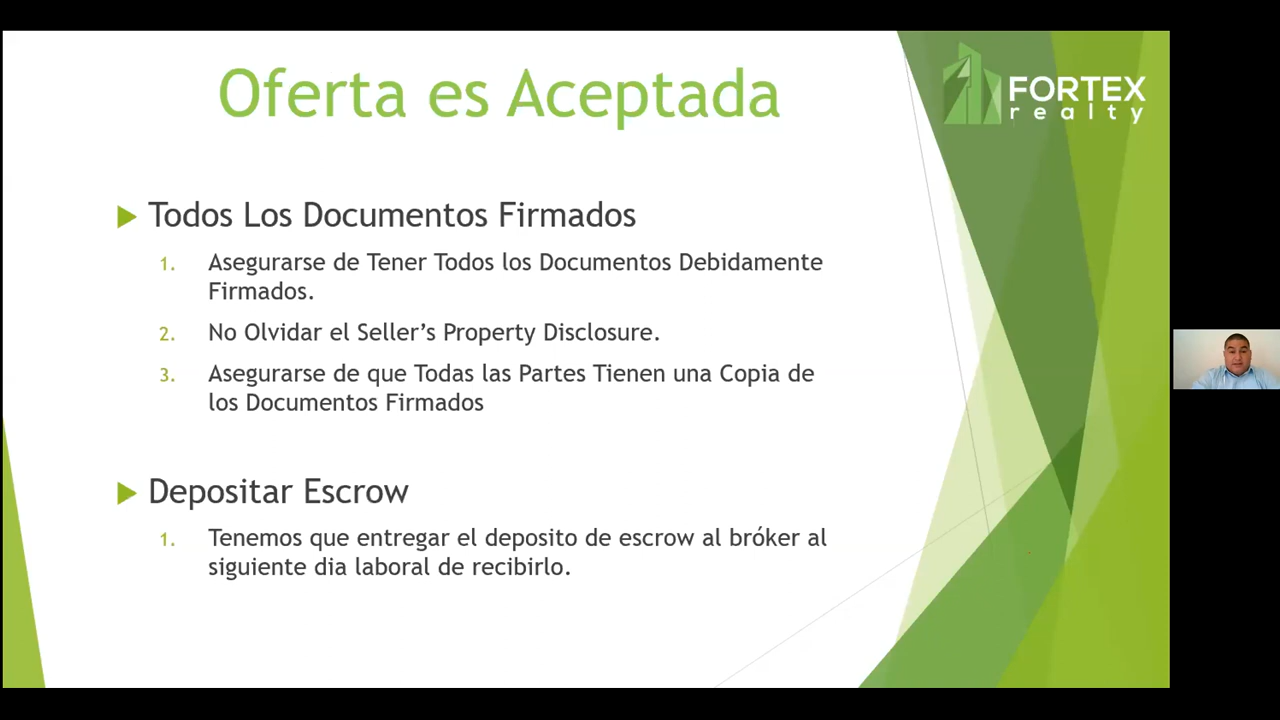 Oferta es Aceptada
FORTEX
realty
Todos Los Documentos Firmados
1. Asegurarse de Tener Todos los Documentos Debidamente
Firmados.
2. No Olvidar el Seller’s Property Disclosure.
3. Asegurarse de que Todas las Partes Tienen una Copia de
los Documentos Firmados
Depositar Escrow
1. Tenemos que entregar el deposito de escrow al bróker al
siguiente dia laboral de recibirlo.